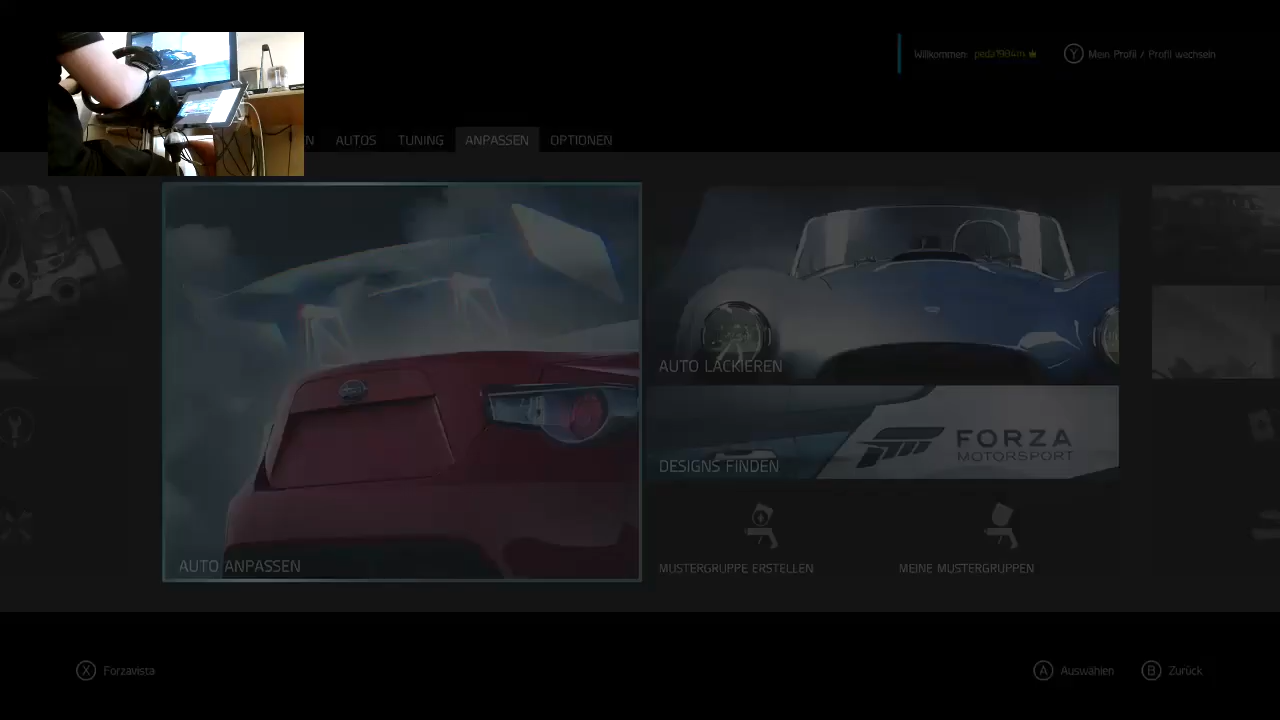 Willkommen:
Y Mein Profil / Profil wechseln
AUTOS TUNING ANPASSEN OPTIONEN
AUTO LACKIEREN
FORZA
MOTORSPORT
DESIGNS FINDEN
AUTO ANPASSEN
MUSTERGRUPPE ERSTELLEN
MEINE MUSTERGRUPPEN
X Forzavista
A Auswählen
B Zurück